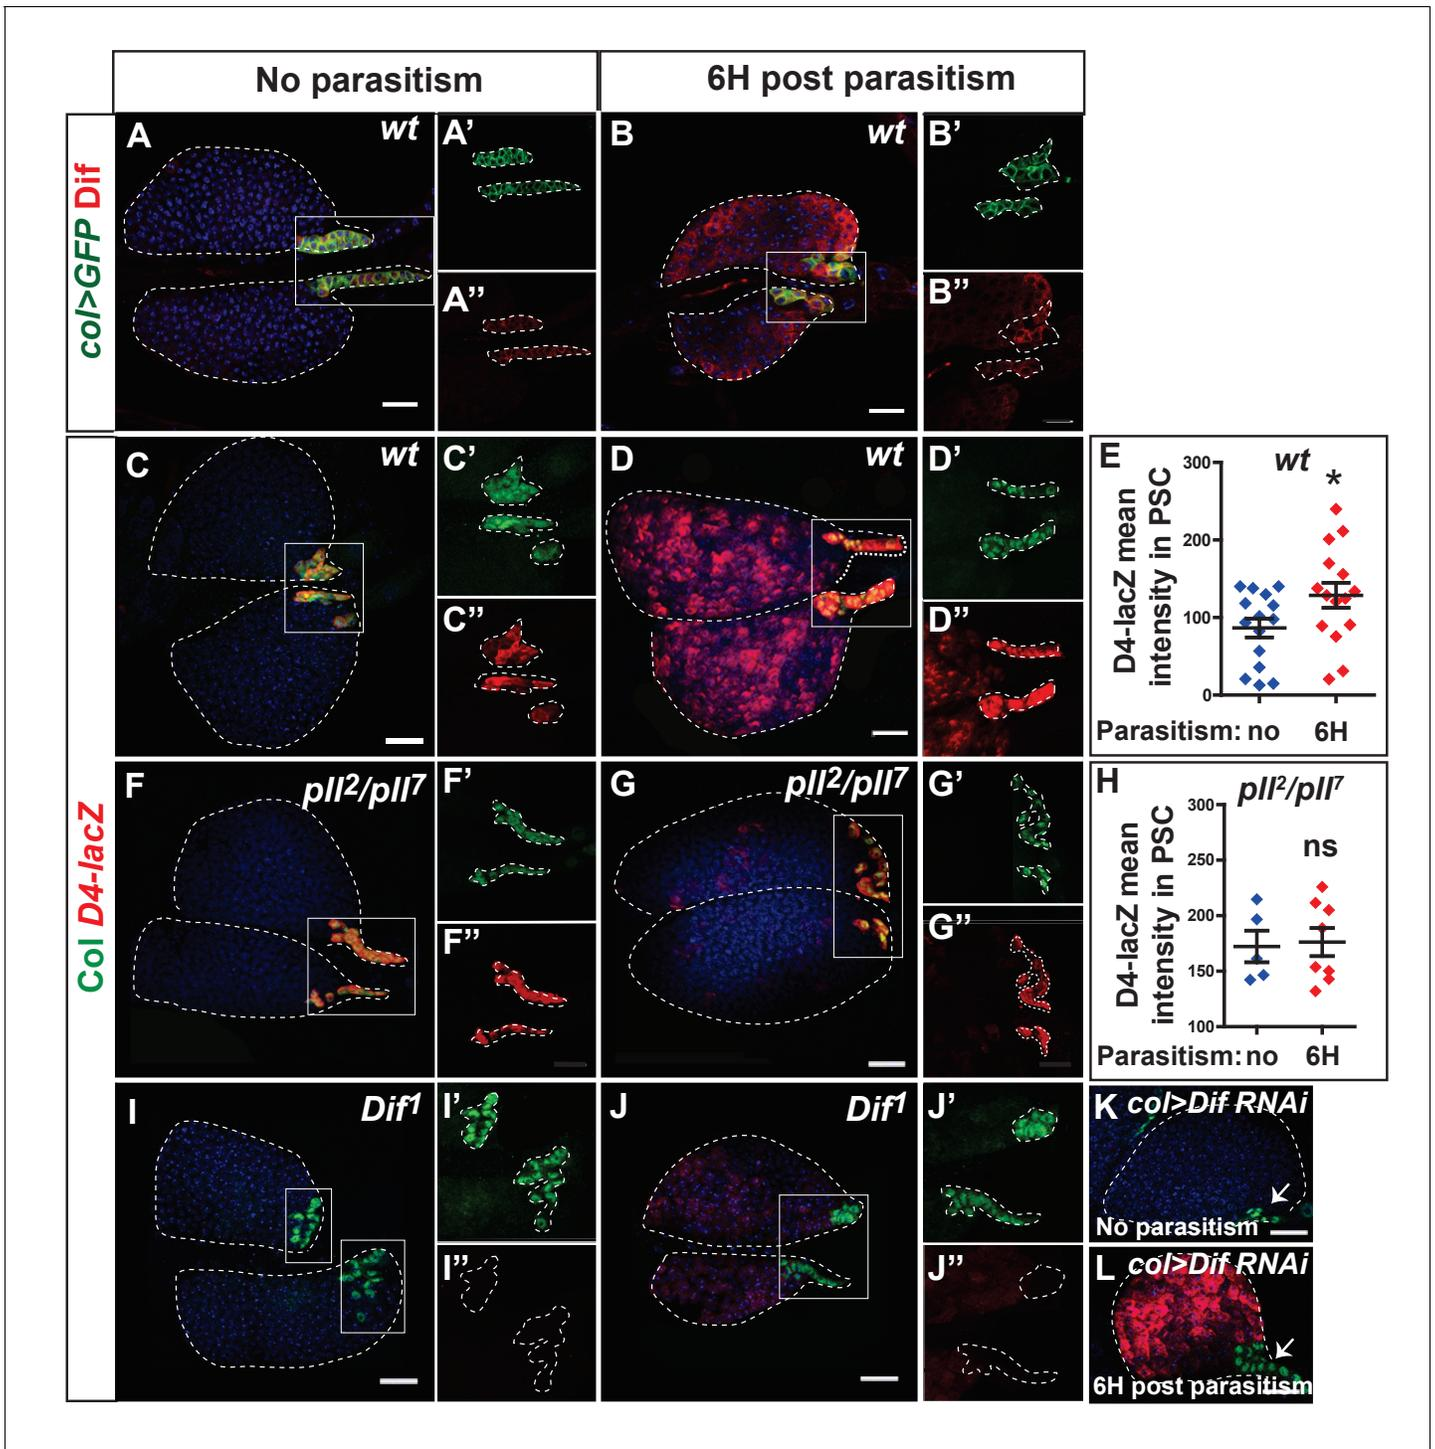 No parasitism
6H post parasitism
col>GFP Dif
A
wt
A’
A’’
B
wt
B’
B’’
Col D4-lacZ
C
wt
C’
C’’
D
wt
D’
D’’
E
wt
*
D4-lacZ mean
intensity in PSC
300
200
100
0
Parasitism: no 6H
F
pll2/pll7
F’
F’’
G
pll2/pll7
G’
G’’
H
pll2/pll7
ns
D4-lacZ mean
intensity in PSC
300
250
200
150
100
Parasitism: no 6H
I
Dif1
I’
I’’
J
Dif1
J’
J’’
K col>Dif RNAi
No parasitism
L col>Dif RNAi
6H post parasitism